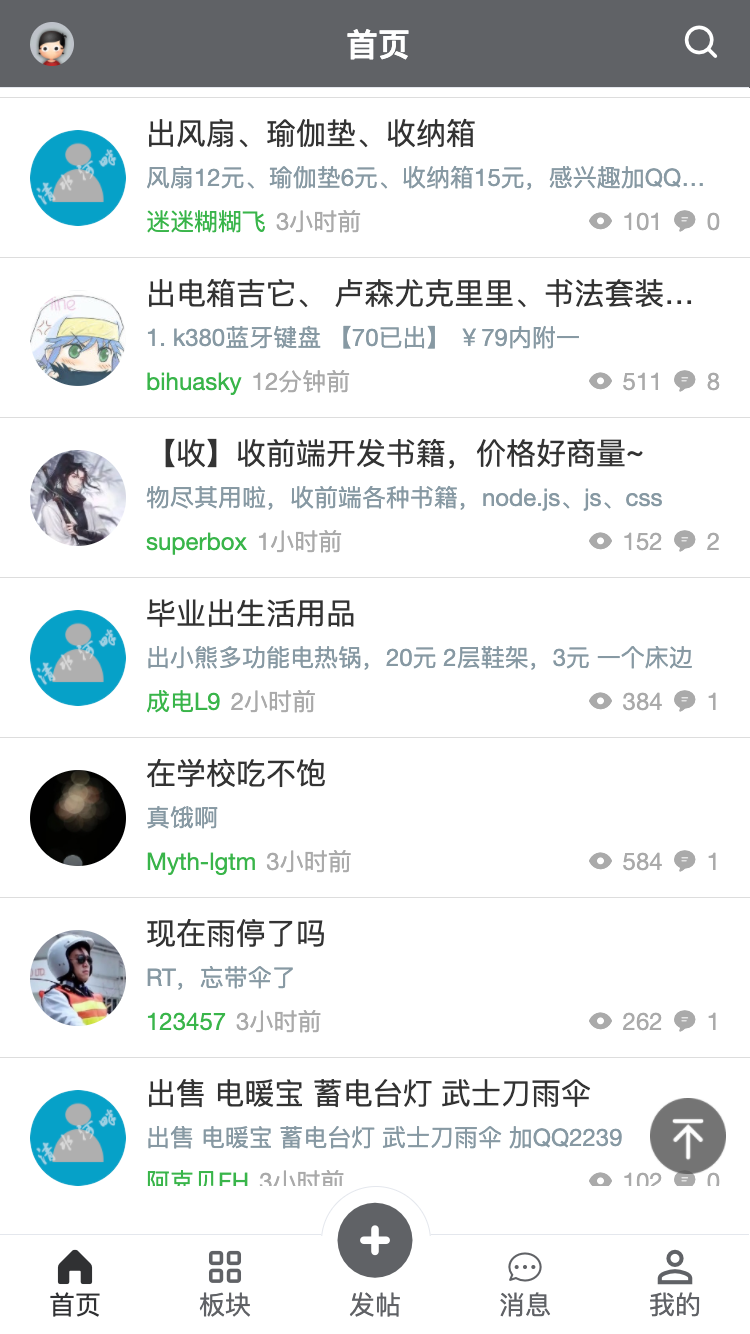 首页
出风扇、瑜伽垫、收纳箱
风扇12元、瑜伽垫6元、收纳箱15元，感兴趣加QQ...
迷迷糊糊飞 3小时前 101 0
出电箱吉它、 卢森尤克里里、书法套装...
1. k380蓝牙键盘 【70已出】 ￥79内附一
bihuasky 12分钟前 511 8
【收】收前端开发书籍，价格好商量~
物尽其用啦，收前端各种书籍，node.js、js、css
superbox 1小时前 152 2
毕业出生活用品
出小熊多功能电热锅，20元 2层鞋架，3元 一个床边
成电L9 2小时前 384 1
在学校吃不饱
真饿啊
Myth-lgtm 3小时前 584 1
现在雨停了吗
RT，忘带伞了
123457 3小时前 262 1
出售 电暖宝 蓄电台灯 武士刀雨伞
出售 电暖宝 蓄电台灯 武士刀雨伞 加QQ2239
阿克贝FH 3小时前 102 0
首页 板块 发帖 消息 我的